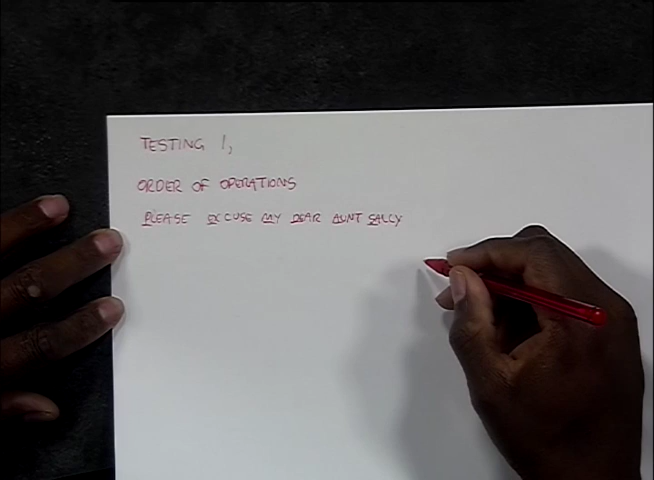 TESTING 1,
ORDER OF OPERATIONS
PLEASE EXCUSE MY DEAR AUNT SALLY